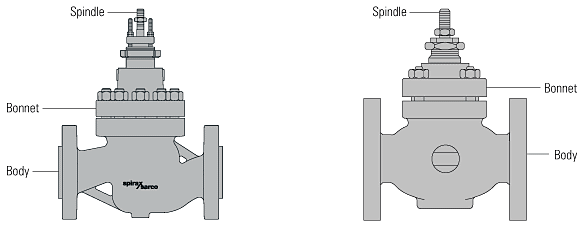 Spindle
Bonnet
Body
spirax
sarco
Spindle
Bonnet
Body